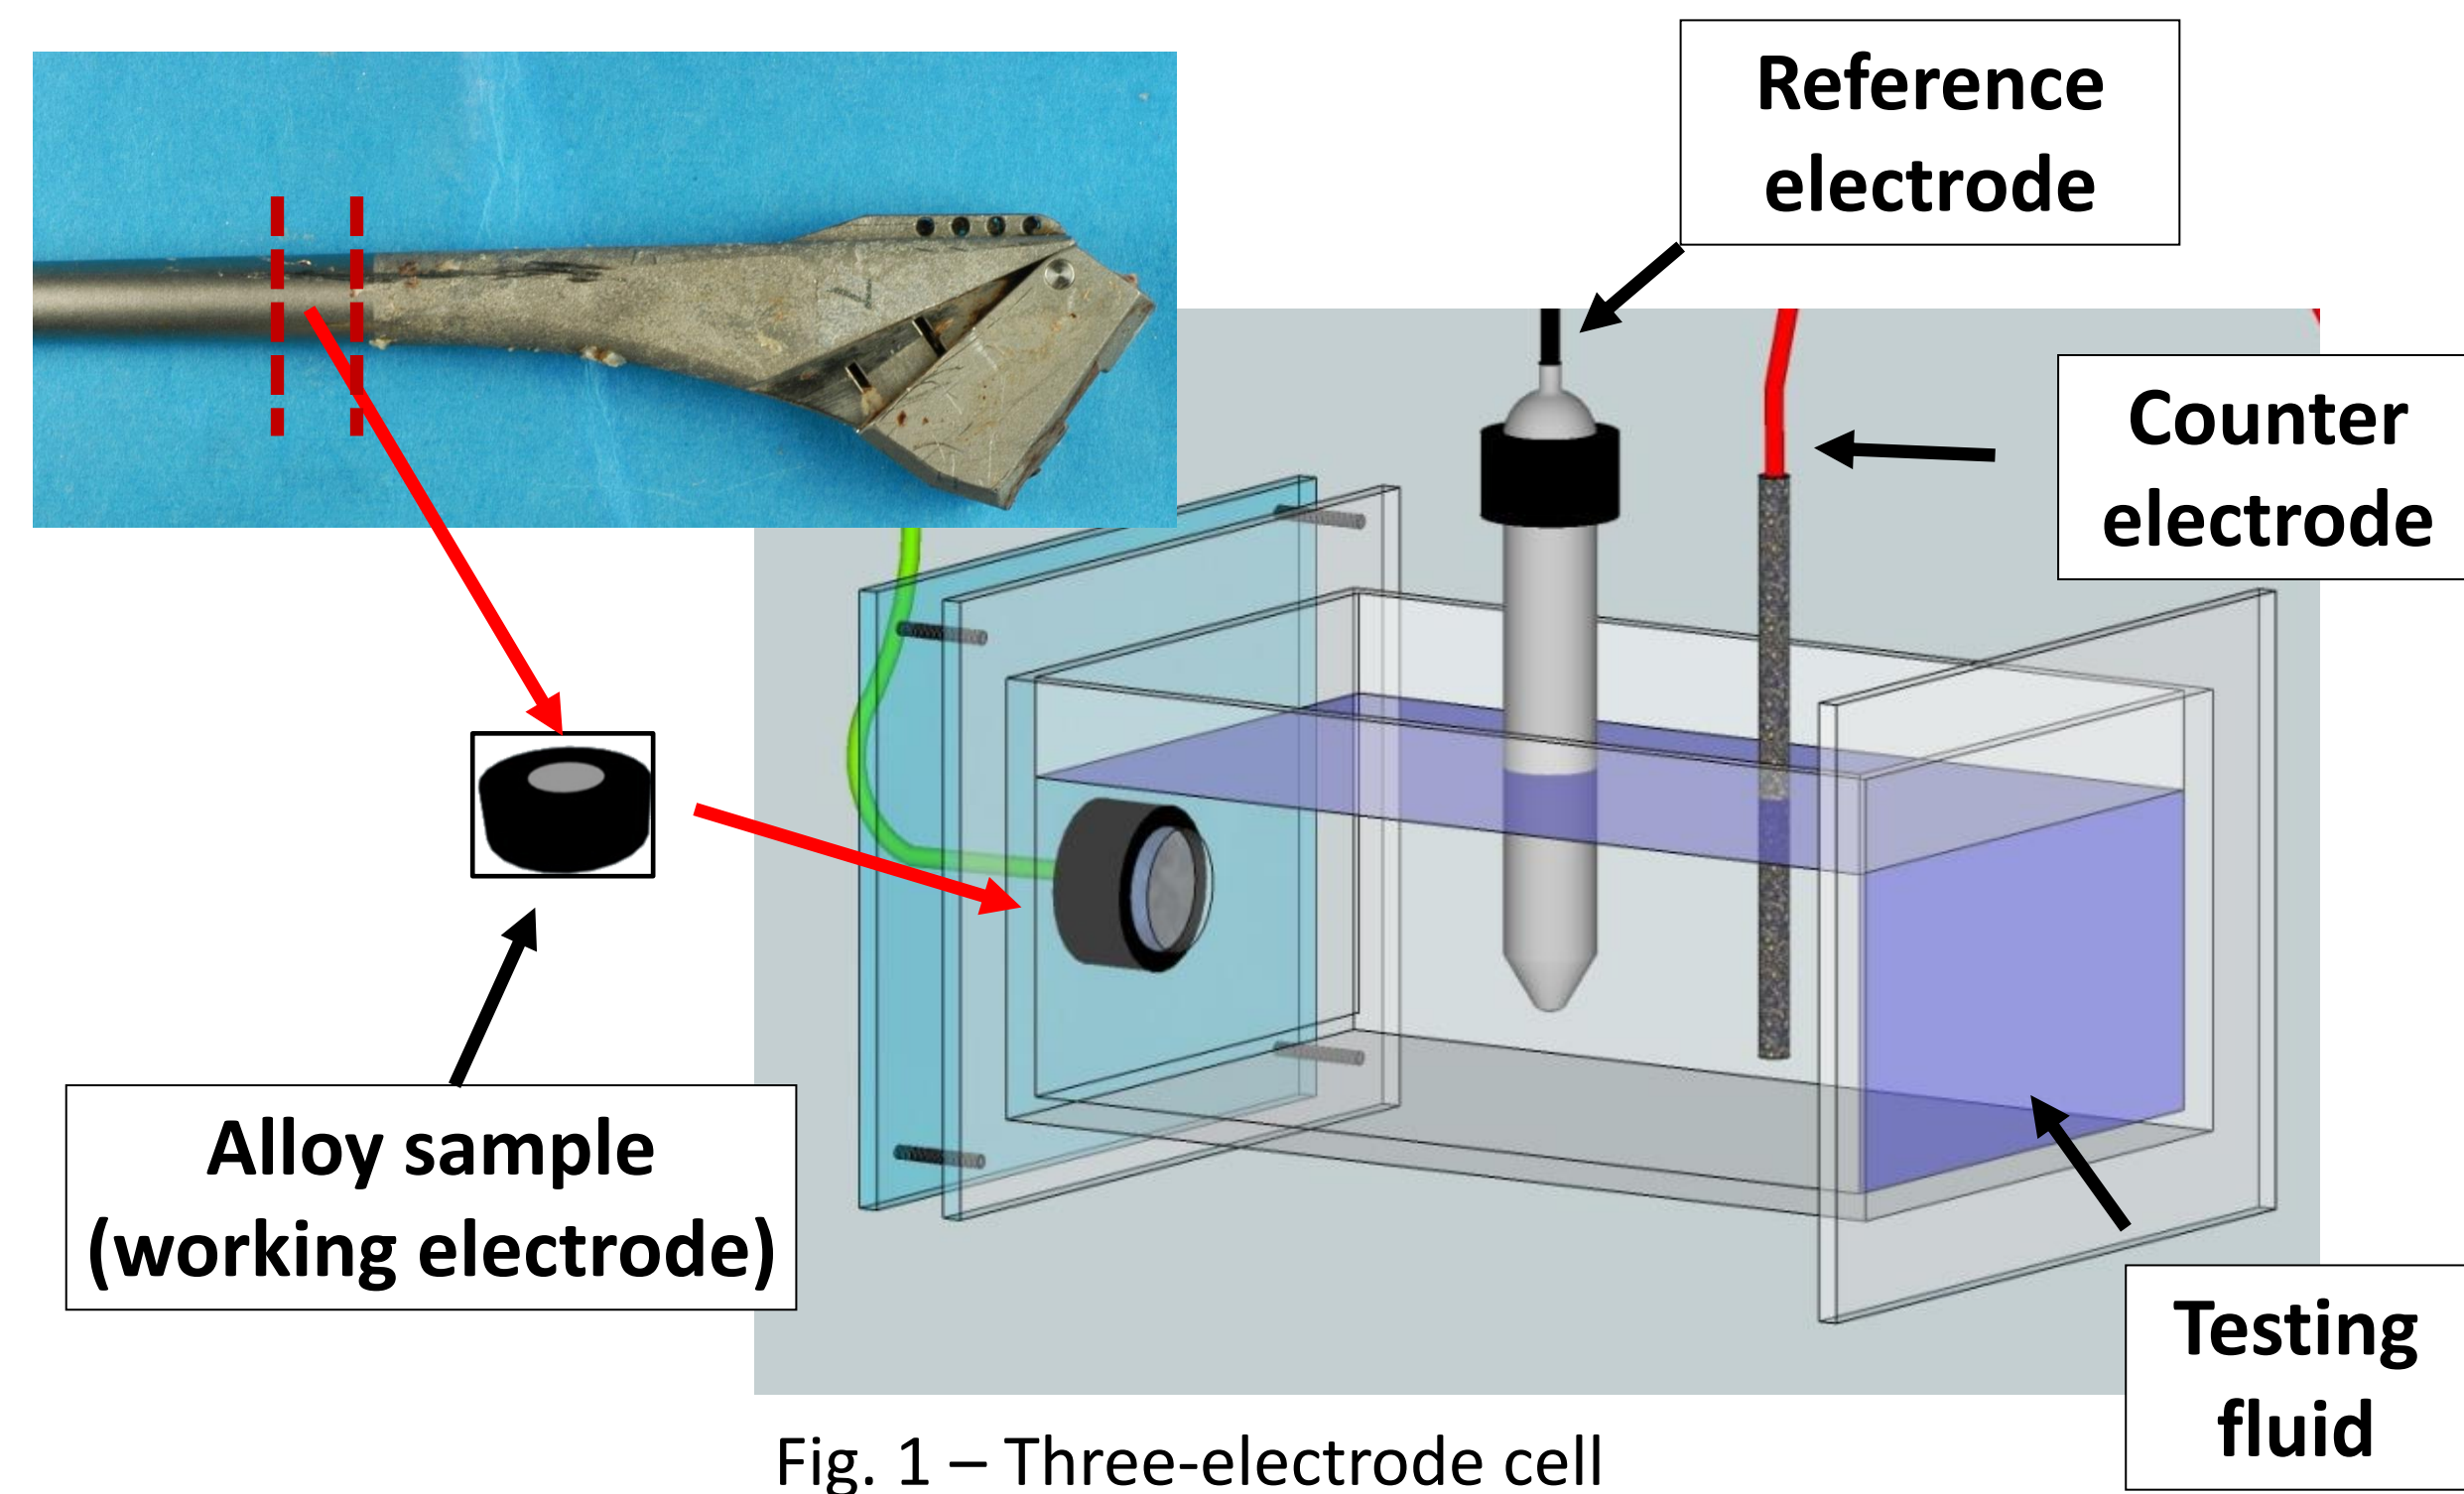 Reference
electrode
Counter
electrode
Alloy sample
(working electrode)
Testing
fluid
Fig. 1 – Three-electrode cell